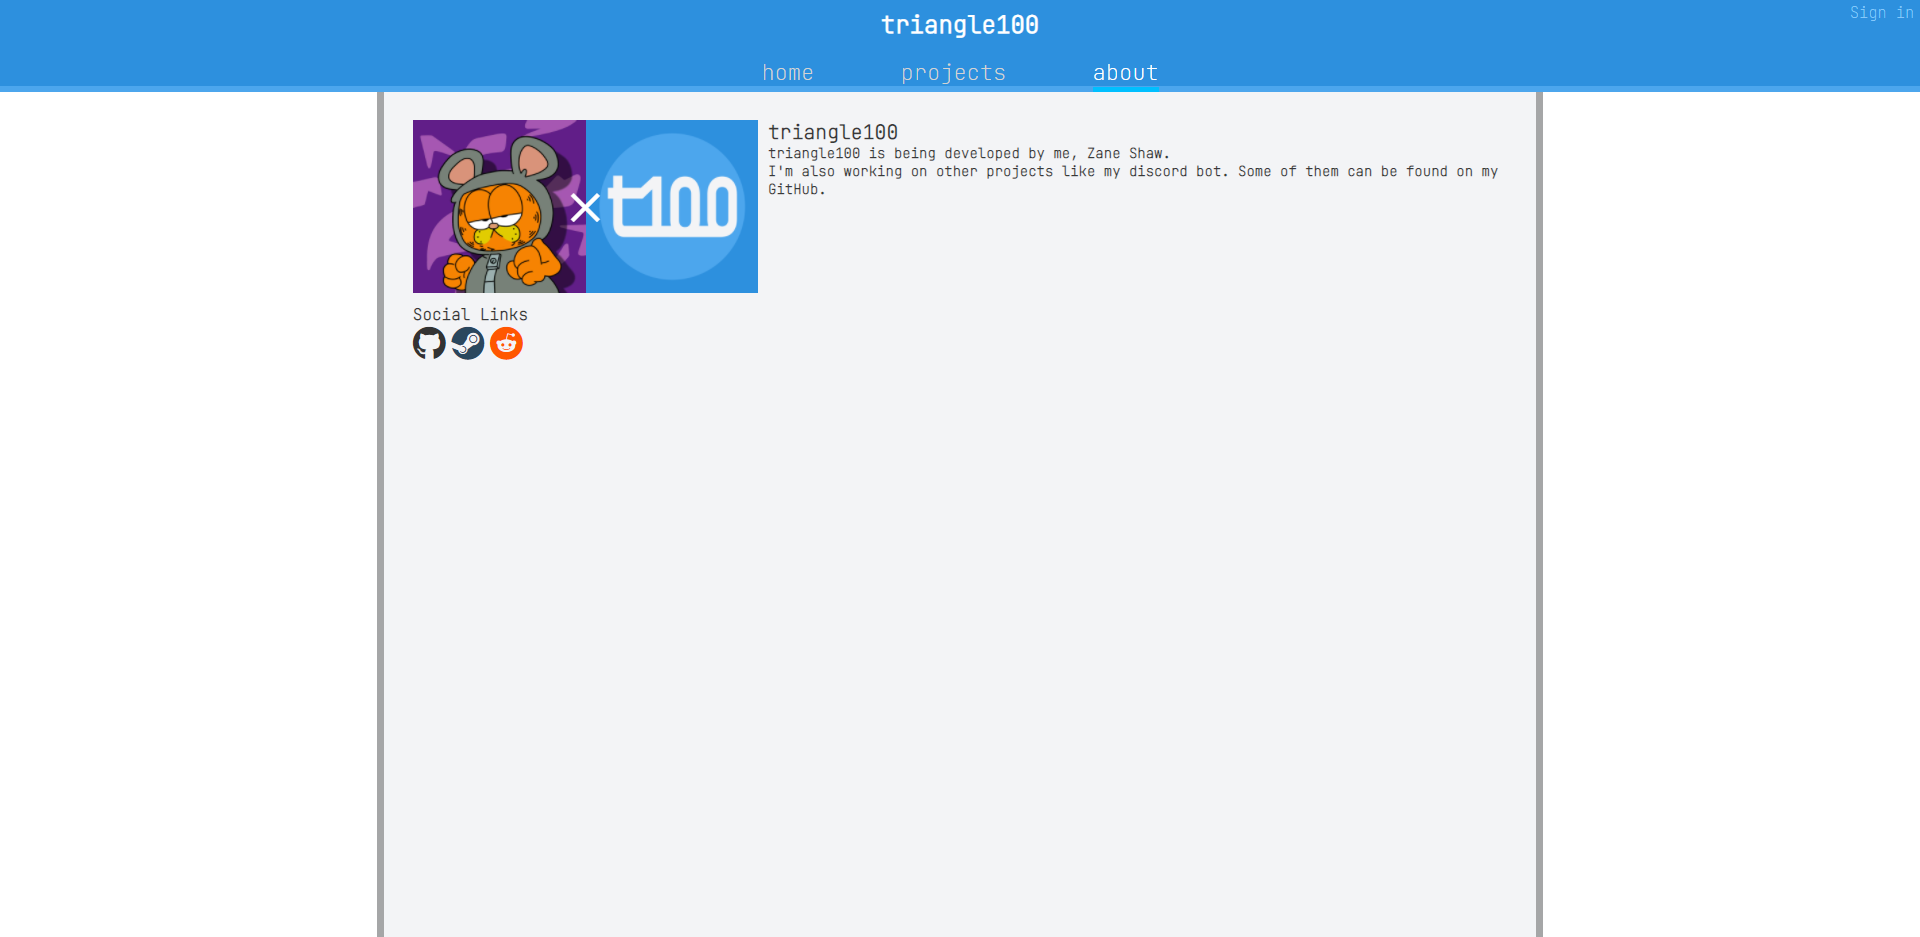 triangle100
Sign in
home projects about
t100
triangle100
triangle100 is being developed by me, Zane Shaw.
I'm also working on other projects like my discord bot. Some of them can be found on my
GitHub.
Social Links